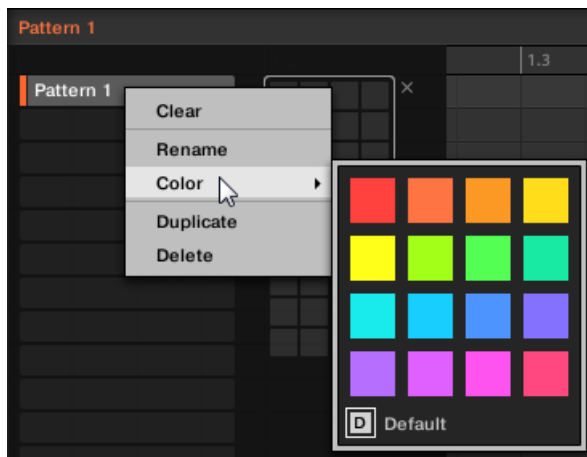 Pattern 1
1.3
Pattern 1
×
Clear
Rename
Color
Duplicate
Delete
D Default